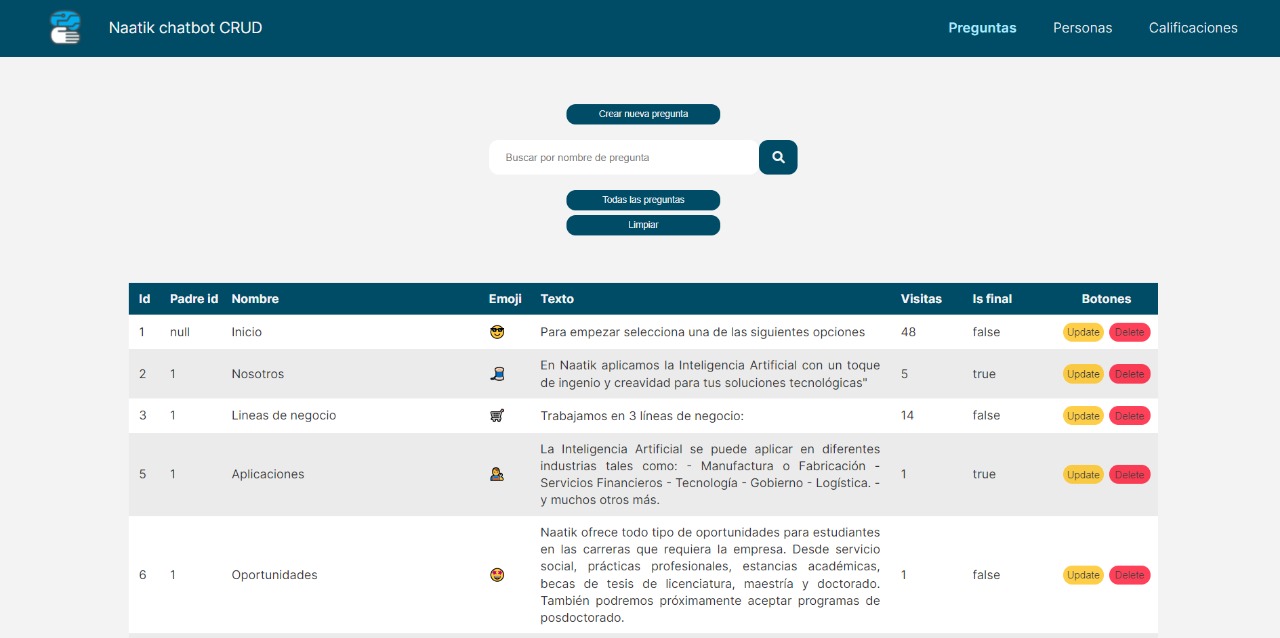 Naatik chatbot CRUD
Preguntas Personas Calificaciones
Crear nueva pregunta
Buscar por nombre de pregunta
Todas las preguntas
Limpiar
Id Padre id Nombre Emoji Texto Visitas Is final Botones
1 null Inicio 😎 Para empezar selecciona una de las siguientes opciones 48 false Update Delete
En Naatik aplicamos la Inteligencia Artificial con un toque
2 1 Nosotros 5 true Update Delete
de ingenio y creavidad para tus soluciones tecnológicas"
3 1 Lineas de negocio 🛒 Trabajamos en 3 líneas de negocio: 14 false Update Delete
La Inteligencia Artificial se puede aplicar en diferentes
industrias tales como: - Manufactura o Fabricación -
5 1 Aplicaciones 1 true Update Delete
Servicios Financieros - Tecnología - Gobierno - Logística. -
y muchos otros más.
Naatik ofrece todo tipo de oportunidades para estudiantes
en las carreras que requiera la empresa. Desde servicio
social, prácticas profesionales, estancias académicas,
6 1 Oportunidades 🤩 1 false Update Delete
becas de tesis de licenciatura, maestría y doctorado.
También podremos próximamente aceptar programas de
posdoctorado.